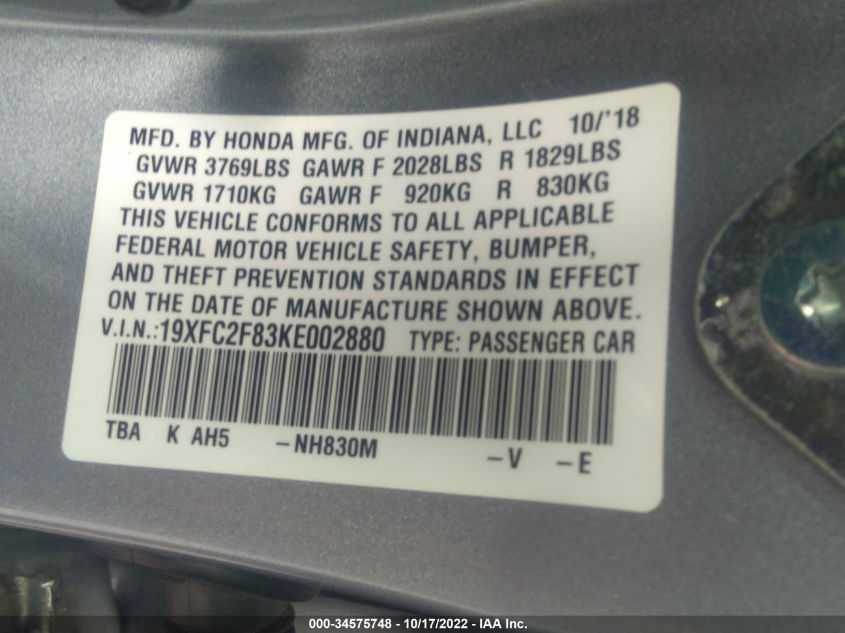 MFD. BY HONDA MFG. OF INDIANA, LLC 10/'18
GVWR 3769LBS GAWR F 2028LBS R 1829LBS
GVWR 1710KG GAWR F 920KG R 830KG
THIS VEHICLE CONFORMS TO ALL APPLICABLE
FEDERAL MOTOR VEHICLE SAFETY, BUMPER,
AND THEFT PREVENTION STANDARDS IN EFFECT
ON THE DATE OF MANUFACTURE SHOWN ABOVE.
V.I.N.:19XFC2F83KE002880 TYPE: PASSENGER CAR
TBA K AH5 –NH830M –V –E
000-34575748 - 10/17/2022 - IAA Inc.